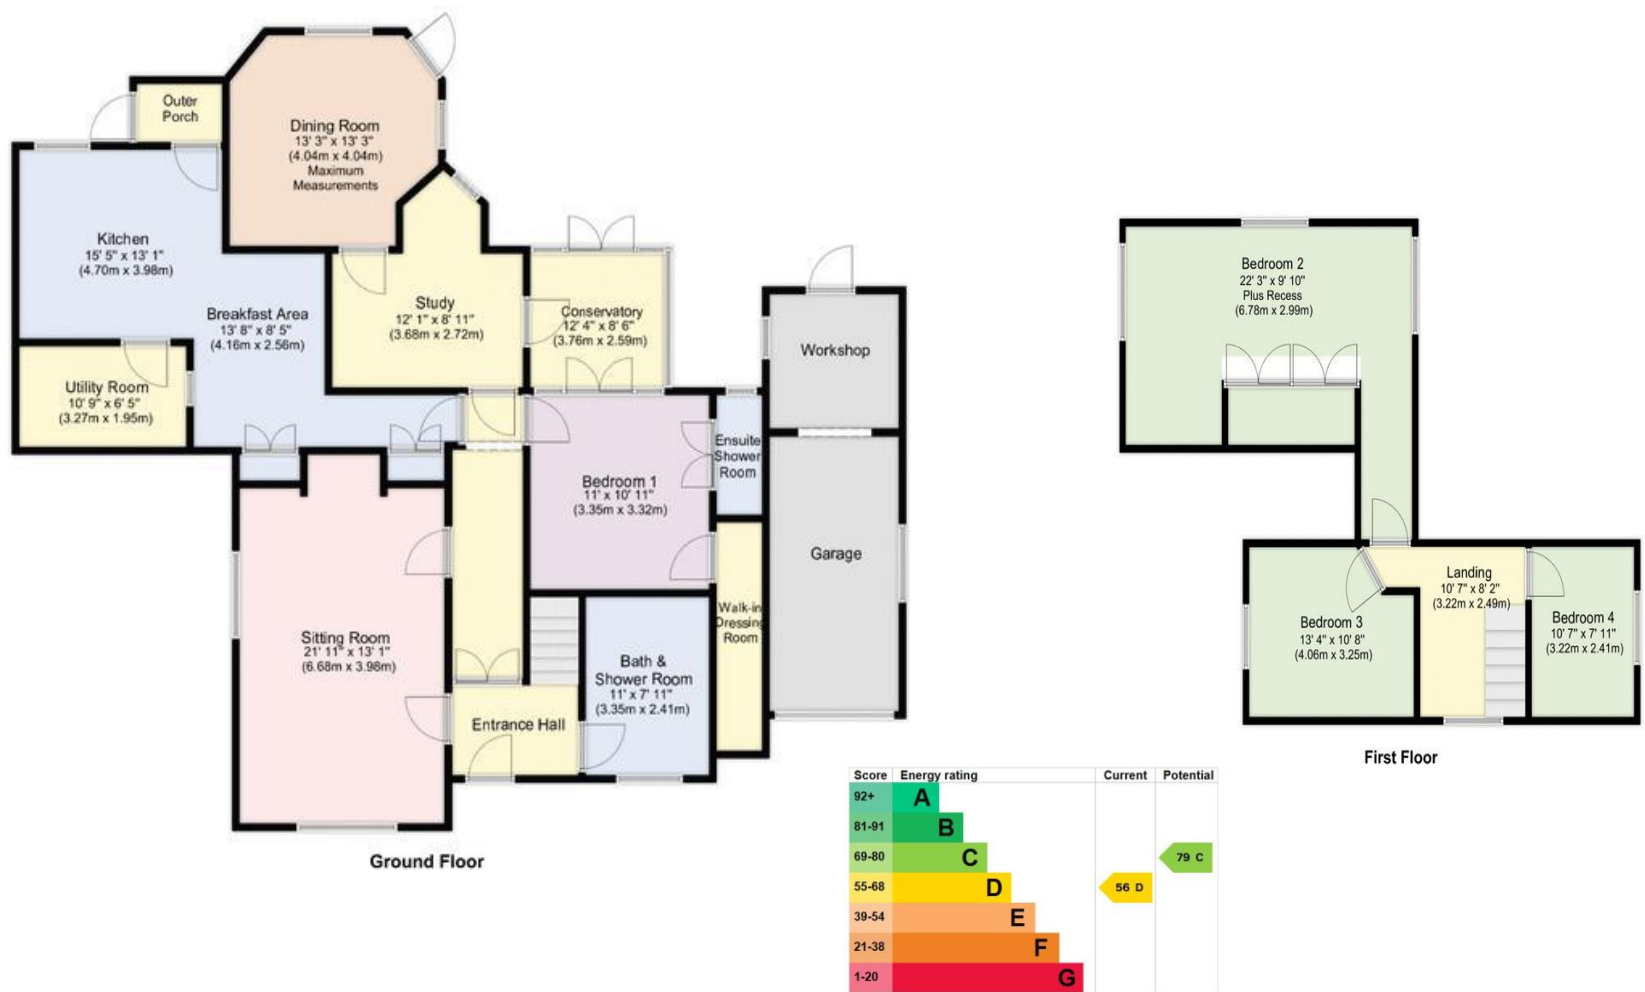 Outer
Porch
Dining Room
13' 3" x 13' 3"
(4.04m x 4.04m)
Maximum
Measurements
Kitchen
15' 5" x 13' 1"
(4.70m x 3.98m)
Breakfast Area
13' 8" x 8' 5"
(4.16m x 2.56m)
Study
12' 1" x 8' 11"
(3.68m x 2.72m)
Conservatory
12' 4" x 8' 6"
(3.76m x 2.59m)
Workshop
Utility Room
10' 9" x 6' 5"
(3.27m x 1.95m)
Ensuite
Shower
Room
Bedroom 1
11' x 10' 11"
(3.35m x 3.32m)
Garage
Walk-in
Dressing
Room
Sitting Room
21' 11" x 13' 1"
(6.68m x 3.98m)
Bath &
Shower Room
11' x 7' 11"
(3.35m x 2.41m)
Entrance Hall
Ground Floor
Bedroom 2
22' 3" x 9' 10"
Plus Recess
(6.78m x 2.99m)
Landing
10' 7" x 8' 2"
(3.22m x 2.49m)
Bedroom 3
13' 4" x 10' 8"
(4.06m x 3.25m)
Bedroom 4
10' 7" x 7' 11"
(3.22m x 2.41m)
First Floor
Score Energy rating Current Potential
92+ A
81-91 B
69-80 C 79 C
55-68 D 56 D
39-54 E
21-38 F
1-20 G